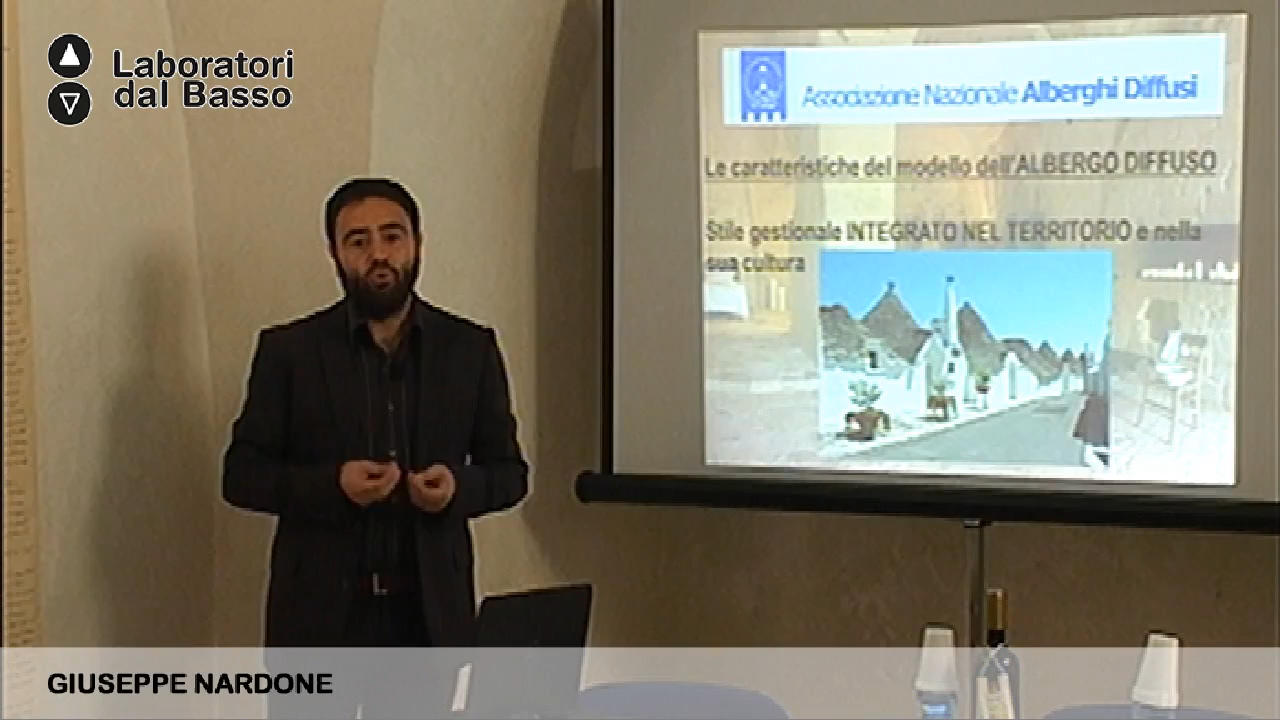 Laboratori
dal Basso
Associazione Nazionale Alberghi Diffusi
Le caratteristiche del modello dell'ALBERGO DIFFUSO
Stile gestionale INTEGRATO NEL TERRITORIO e nella
sua cultura
GIUSEPPE NARDONE